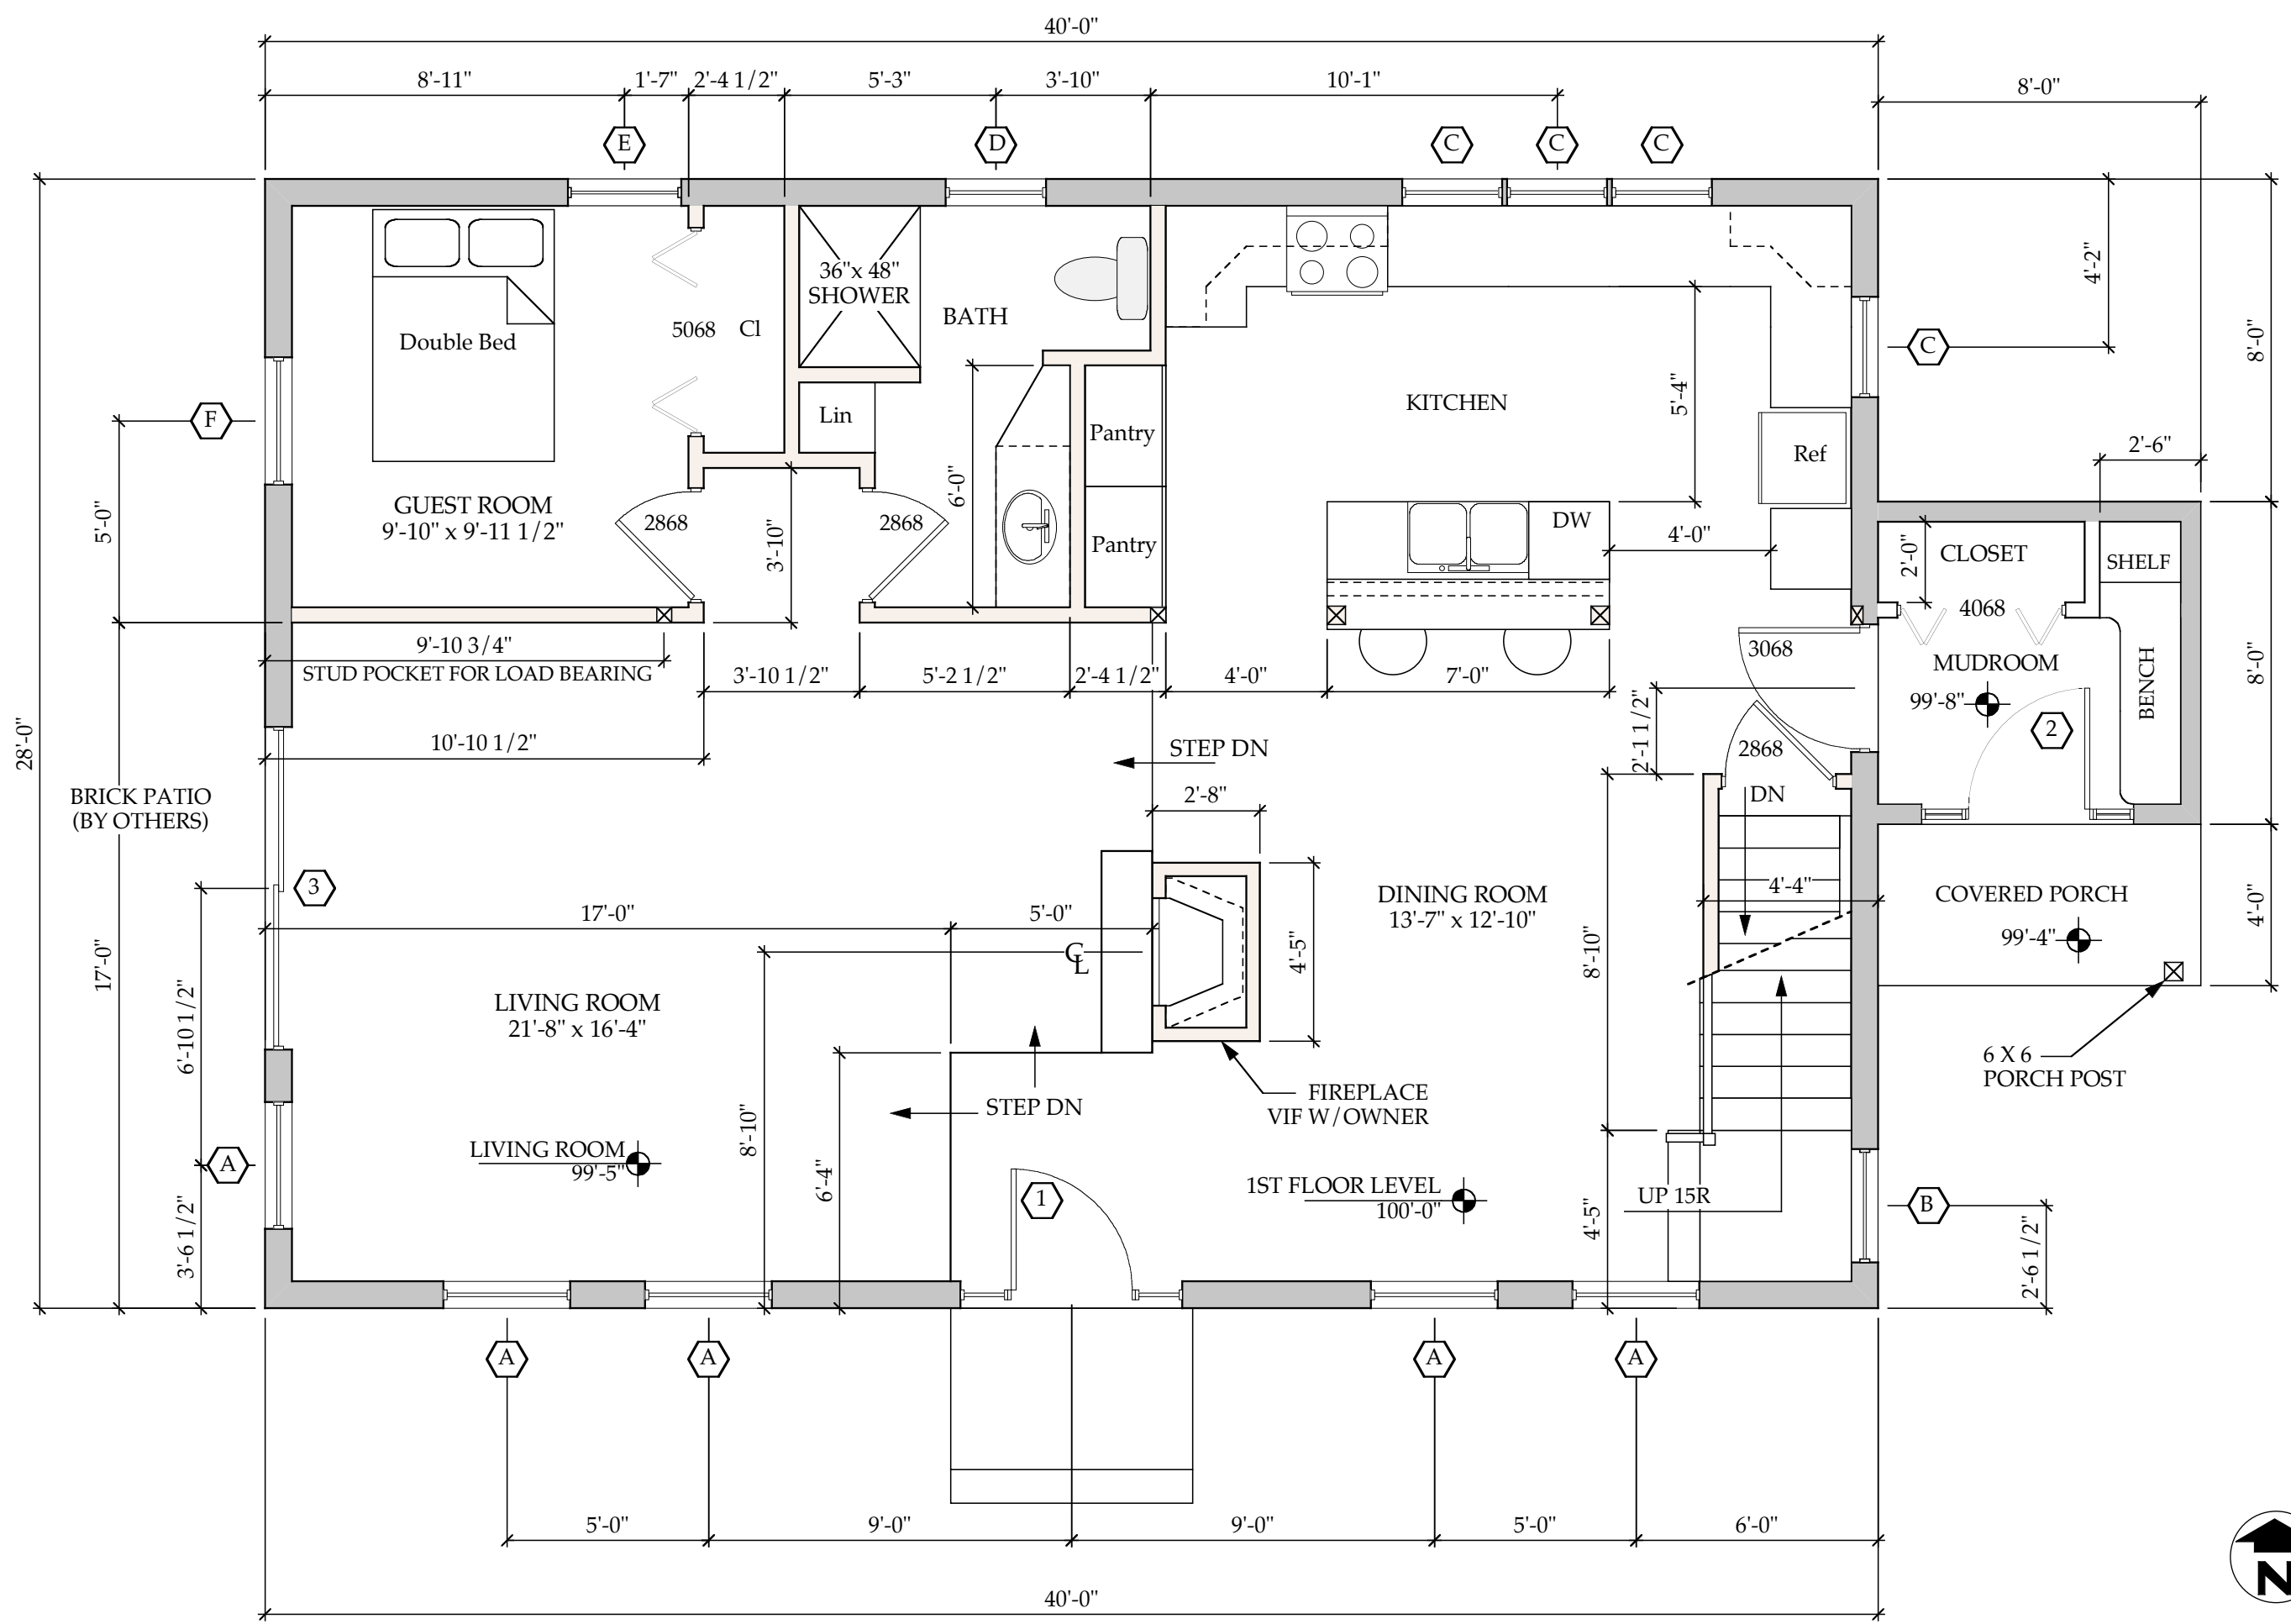 40'-0"
8'-11" 1'-7" 2'-4 1/2" 5'-3" 3'-10" 10'-1" 8'-0"
E D C C C
36"x 48"
SHOWER
BATH
Double Bed
5068 Cl
4'-2"
8'-0"
C
F
Lin
Pantry
KITCHEN
5'-4"
Ref
2'-6"
GUEST ROOM
9'-10" x 9'-11 1/2"
5'-0"
2868
3'-10"
2868
6'-0"
Pantry
DW
4'-0"
2'-0"
CLOSET
SHELF
4068
9'-10 3/4"
STUD POCKET FOR LOAD BEARING
3'-10 1/2" 5'-2 1/2" 2'-4 1/2" 4'-0" 7'-0"
3068
MUDROOM
99'-8"
BENCH
8'-0"
2
28'-0"
10'-10 1/2"
STEP DN
2'-1 1/2"
2868
DN
BRICK PATIO
(BY OTHERS)
2'-8"
3
17'-0" 5'-0"
DINING ROOM
13'-7" x 12'-10"
4'-4"
COVERED PORCH
99'-4"
4'-0"
CL
4'-5"
8'-10"
17'-0"
6'-10 1/2"
LIVING ROOM
21'-8" x 16'-4"
6 X 6
PORCH POST
FIREPLACE
VIF W/OWNER
STEP DN
8'-10"
6'-4"
LIVING ROOM
99'-5"
A
3'-6 1/2"
1
1ST FLOOR LEVEL
100'-0"
UP 15R
4'-5"
B
2'-6 1/2"
A A A A
5'-0" 9'-0" 9'-0" 5'-0" 6'-0"
40'-0"
N